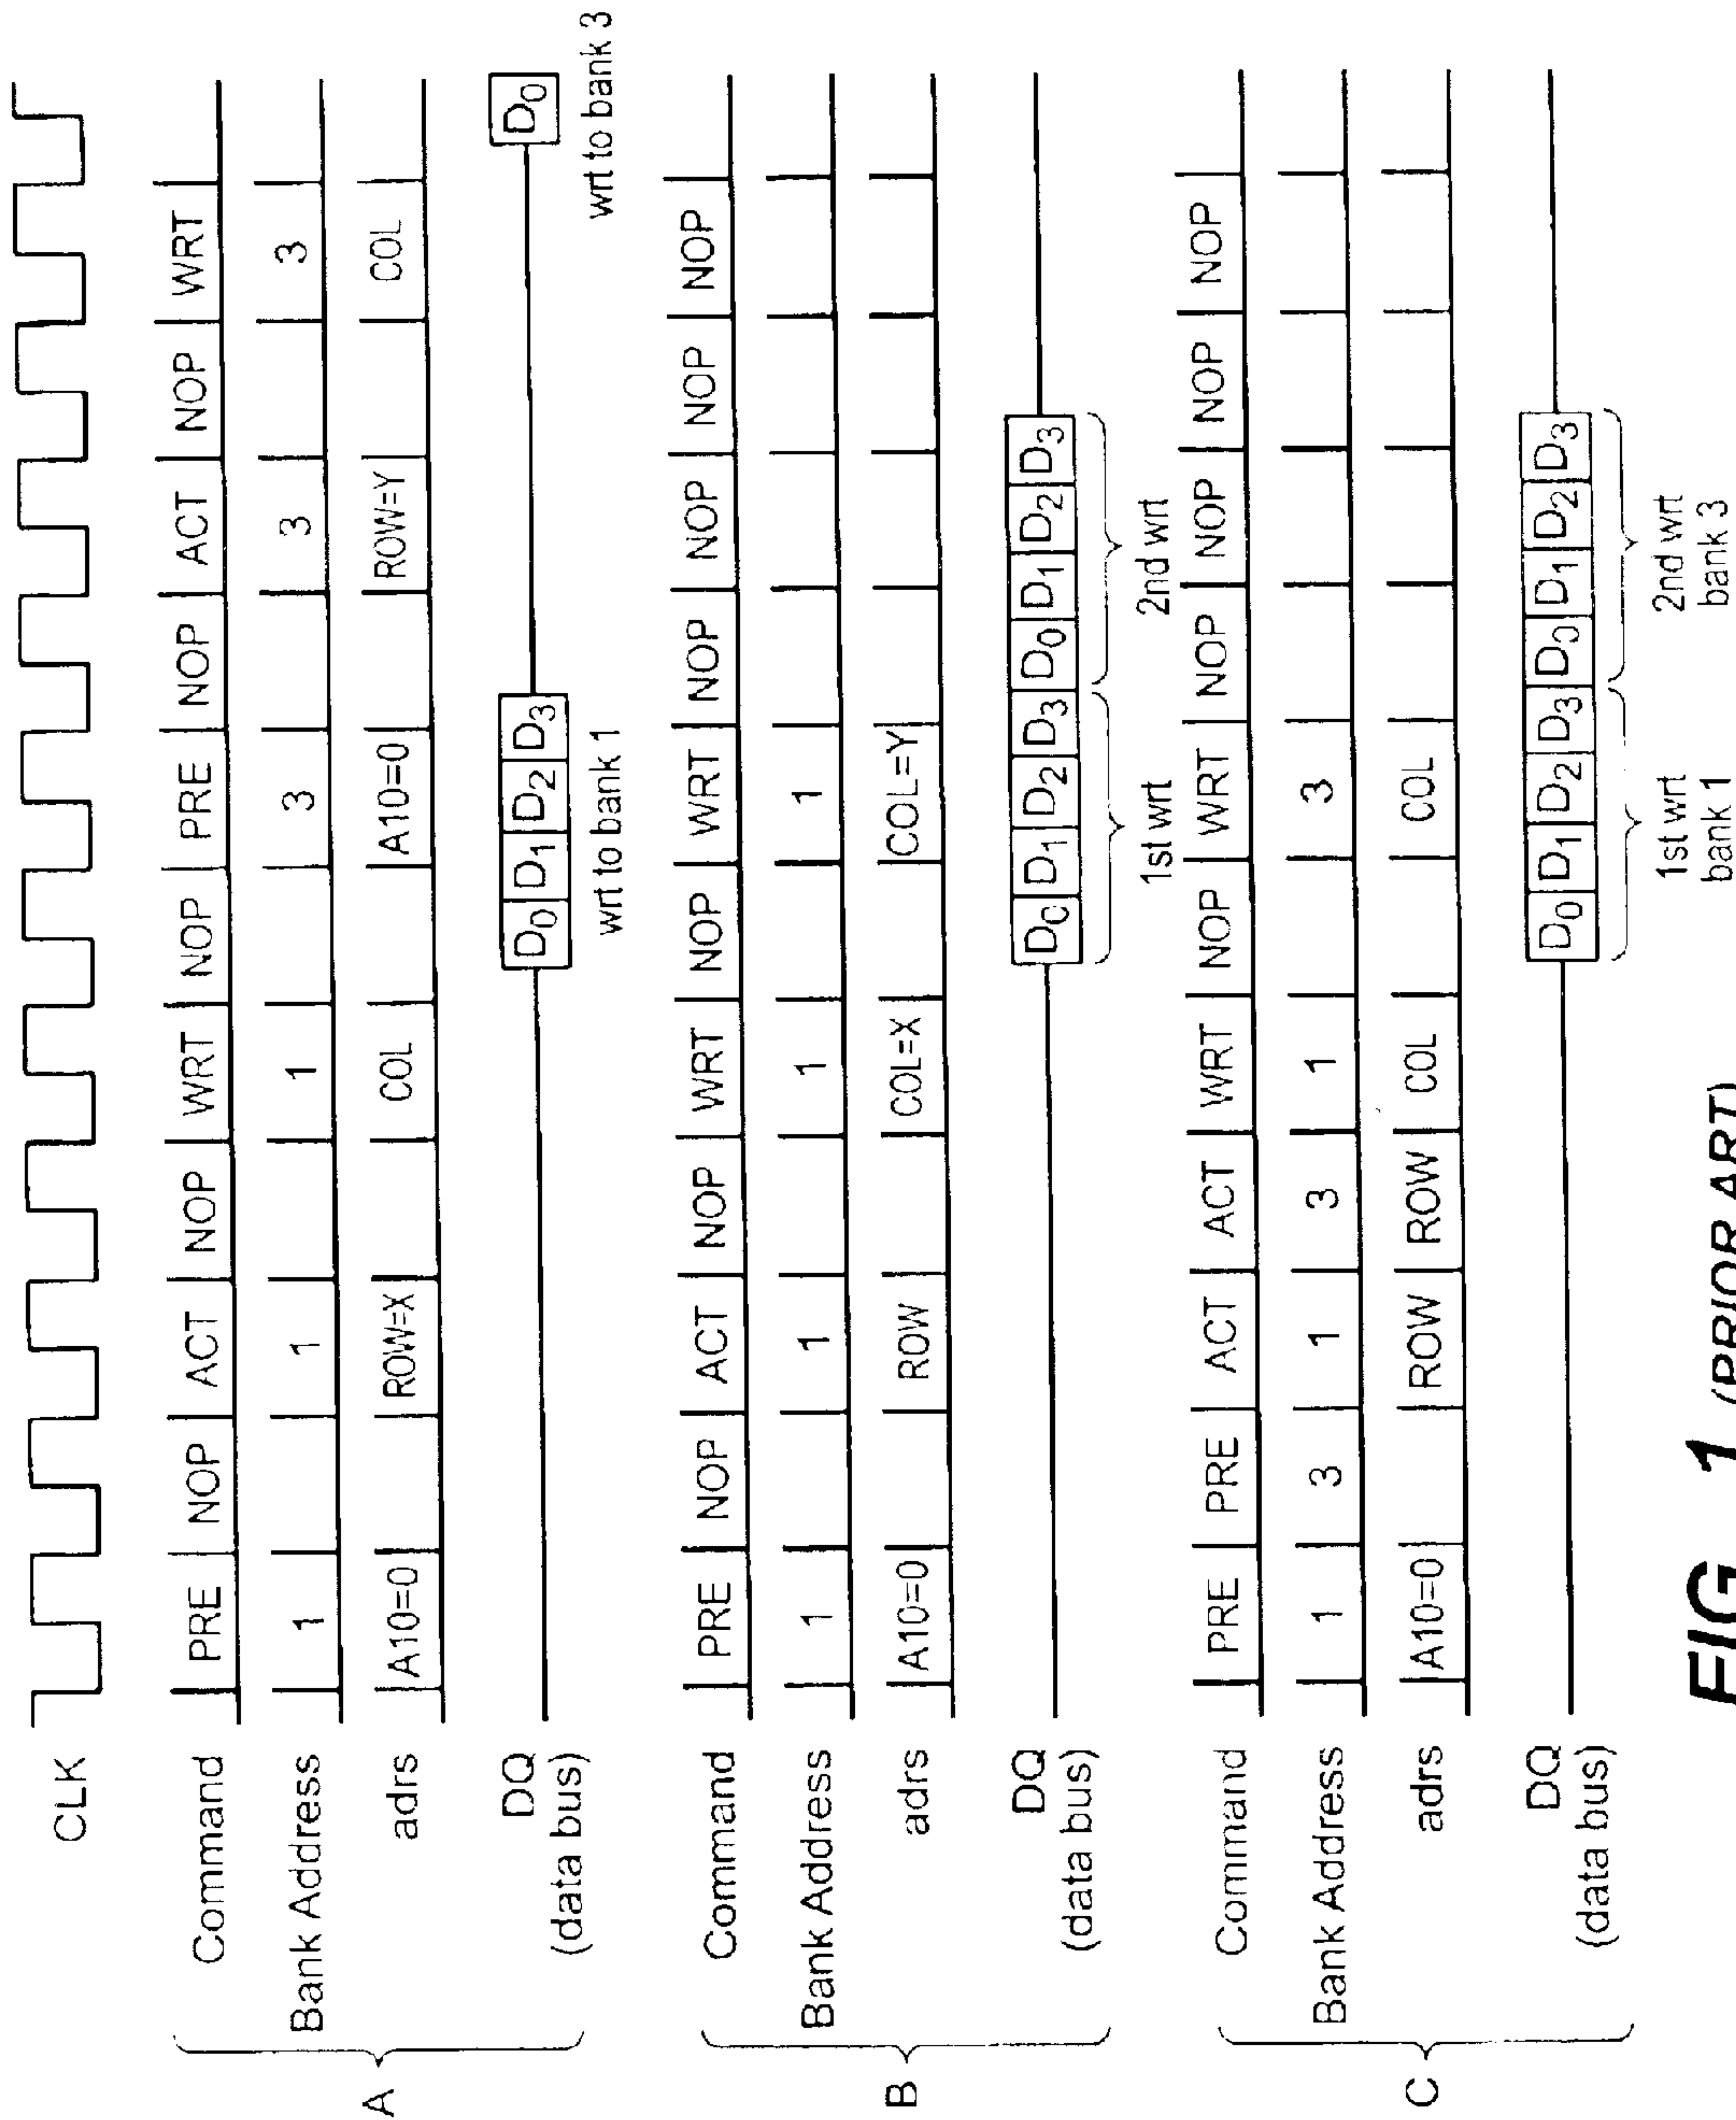 CLK
A
Command PRE NOP ACT NOP WRT NOP PRE NOP ACT NOP WRT
Bank Address 1 1 1 3 3 3
adrs A10=0 ROW=X COL A10=0 ROW=Y COL
DQ D0 D1 D2 D3 D0
(data bus) wrt to bank 1 wrt to bank 3
B
Command PRE NOP ACT NOP WRT NOP WRT NOP NOP NOP NOP
Bank Address 1 1 1 1
adrs A10=0 ROW COL=X COL=Y
DQ D0 D1 D2 D3 D0 D1 D2 D3
(data bus)
1st wrt 2nd wrt
C
Command PRE PRE ACT ACT WRT NOP WRT NOP NOP NOP NOP
Bank Address 1 3 1 3 1 3
adrs A10=0 ROW ROW COL COL
DQ D0 D1 D2 D3 D0 D1 D2 D3
(data bus)
1st wrt 2nd wrt
bank 1 bank 3
FIG. 1 (PRIOR ART)